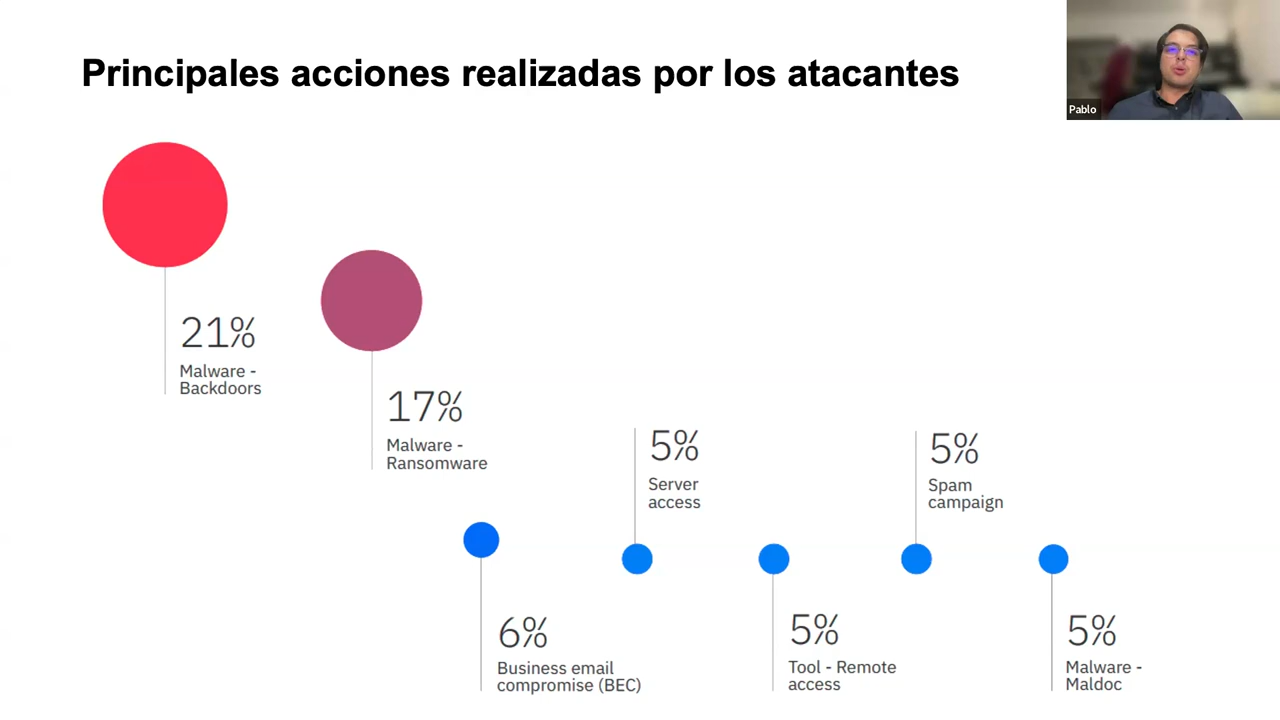 Principales acciones realizadas por los atacantes
Pablo
21%
Malware -
Backdoors
17%
Malware -
Ransomware
6%
Business email
compromise (BEC)
5%
Server
access
5%
Tool - Remote
access
5%
Spam
campaign
5%
Malware -
Maldoc